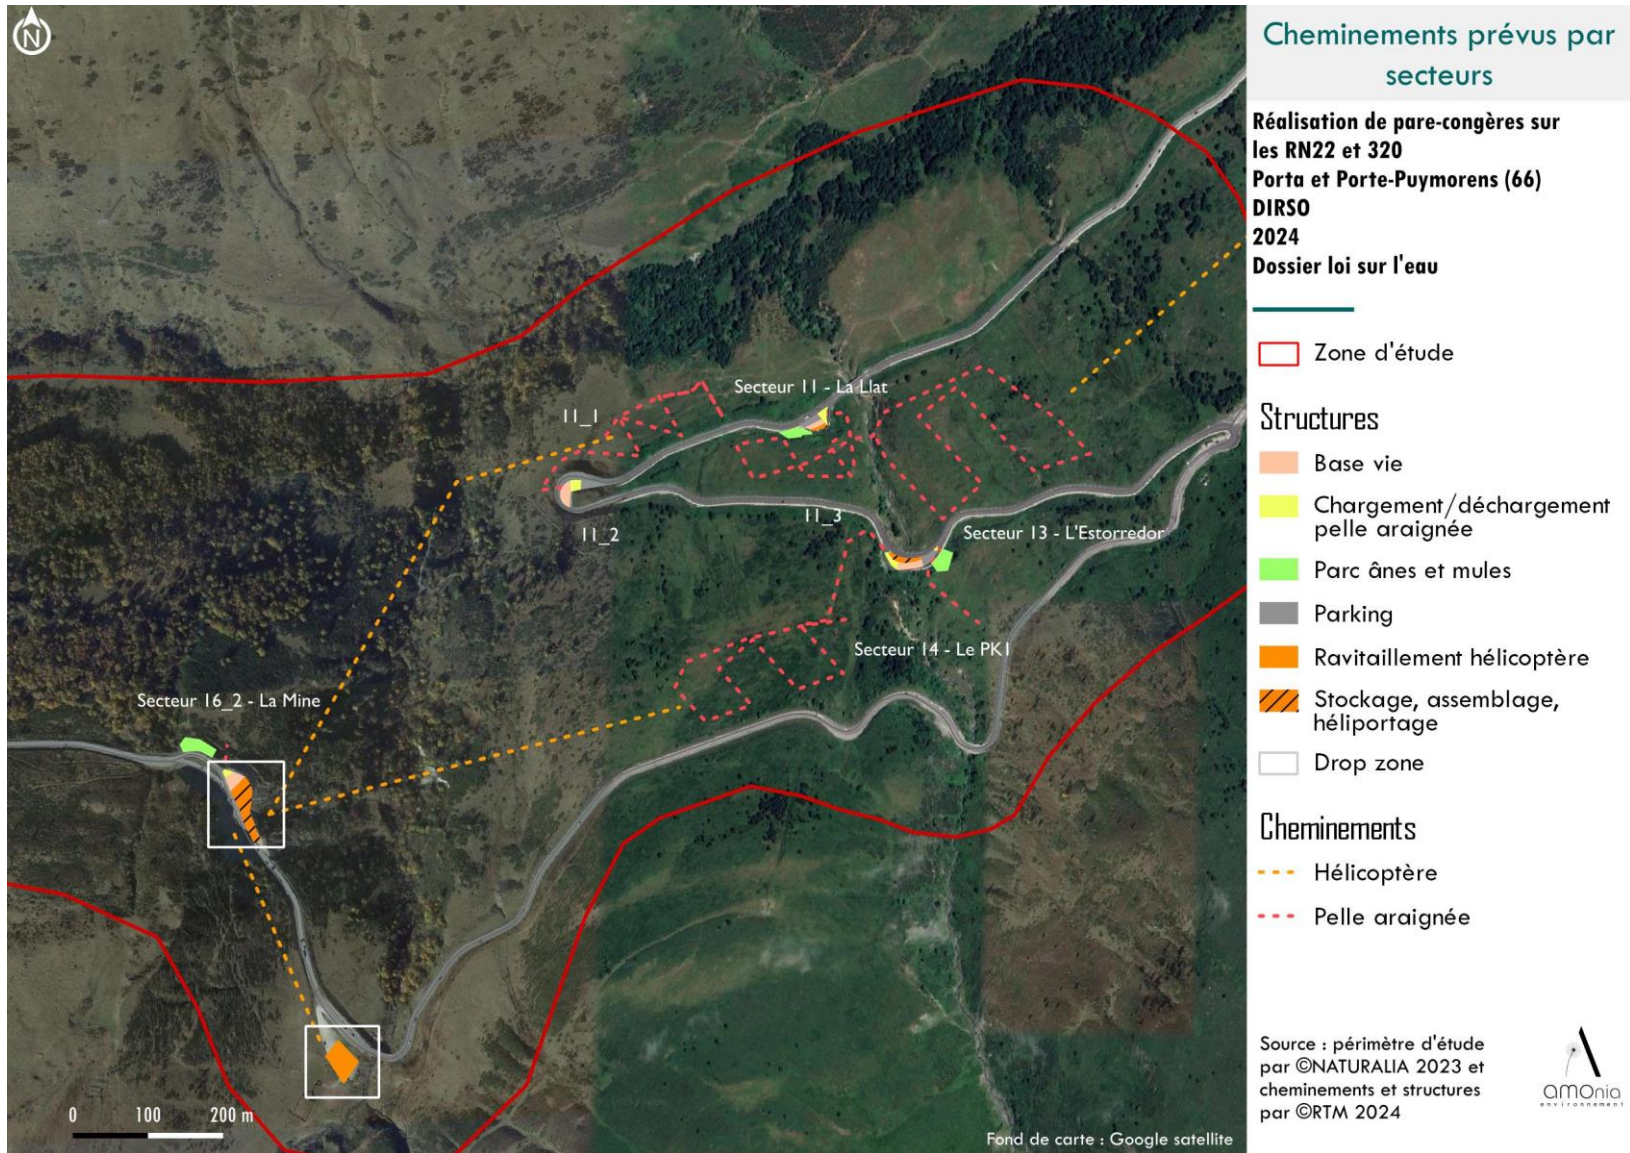 N
Cheminements prévus par
secteurs
Réalisation de pare-congères sur
les RN22 et 320
Porta et Porte-Puymorens (66)
DIRSO
2024
Dossier loi sur l'eau
Zone d'étude
Structures
Base vie
Chargement/déchargement
pelle araignée
Parc ânes et mules
Parking
Ravitaillement hélicoptère
Stockage, assemblage,
héliportage
Drop zone
Cheminements
Hélicoptère
Pelle araignée
Source : périmètre d'étude
par ©NATURALIA 2023 et
cheminements et structures
par ©RTM 2024
amonia
environnement
Secteur 11 - La Llat
11_1
11_2
11_3
Secteur 13 - L'Estorredor
Secteur 14 - Le PK1
Secteur 16_2 - La Mine
0 100 200 m
Fond de carte : Google satellite